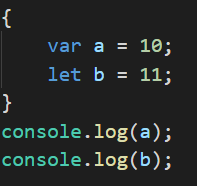 {
    var a = 10;
    let b = 11;
}
console.log(a);
console.log(b);